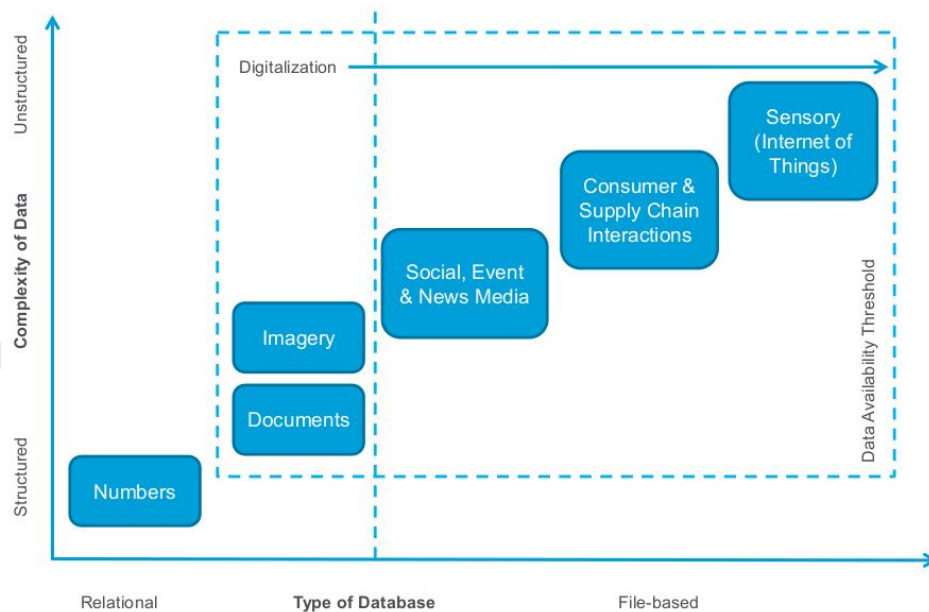 Unstructured
Complexity of Data
Structured
Digitalization
Sensory
(Internet of
Things)
Consumer &
Supply Chain
Interactions
Social, Event
& News Media
Imagery
Documents
Numbers
Data Availability Threshold
Relational
Type of Database
File-based